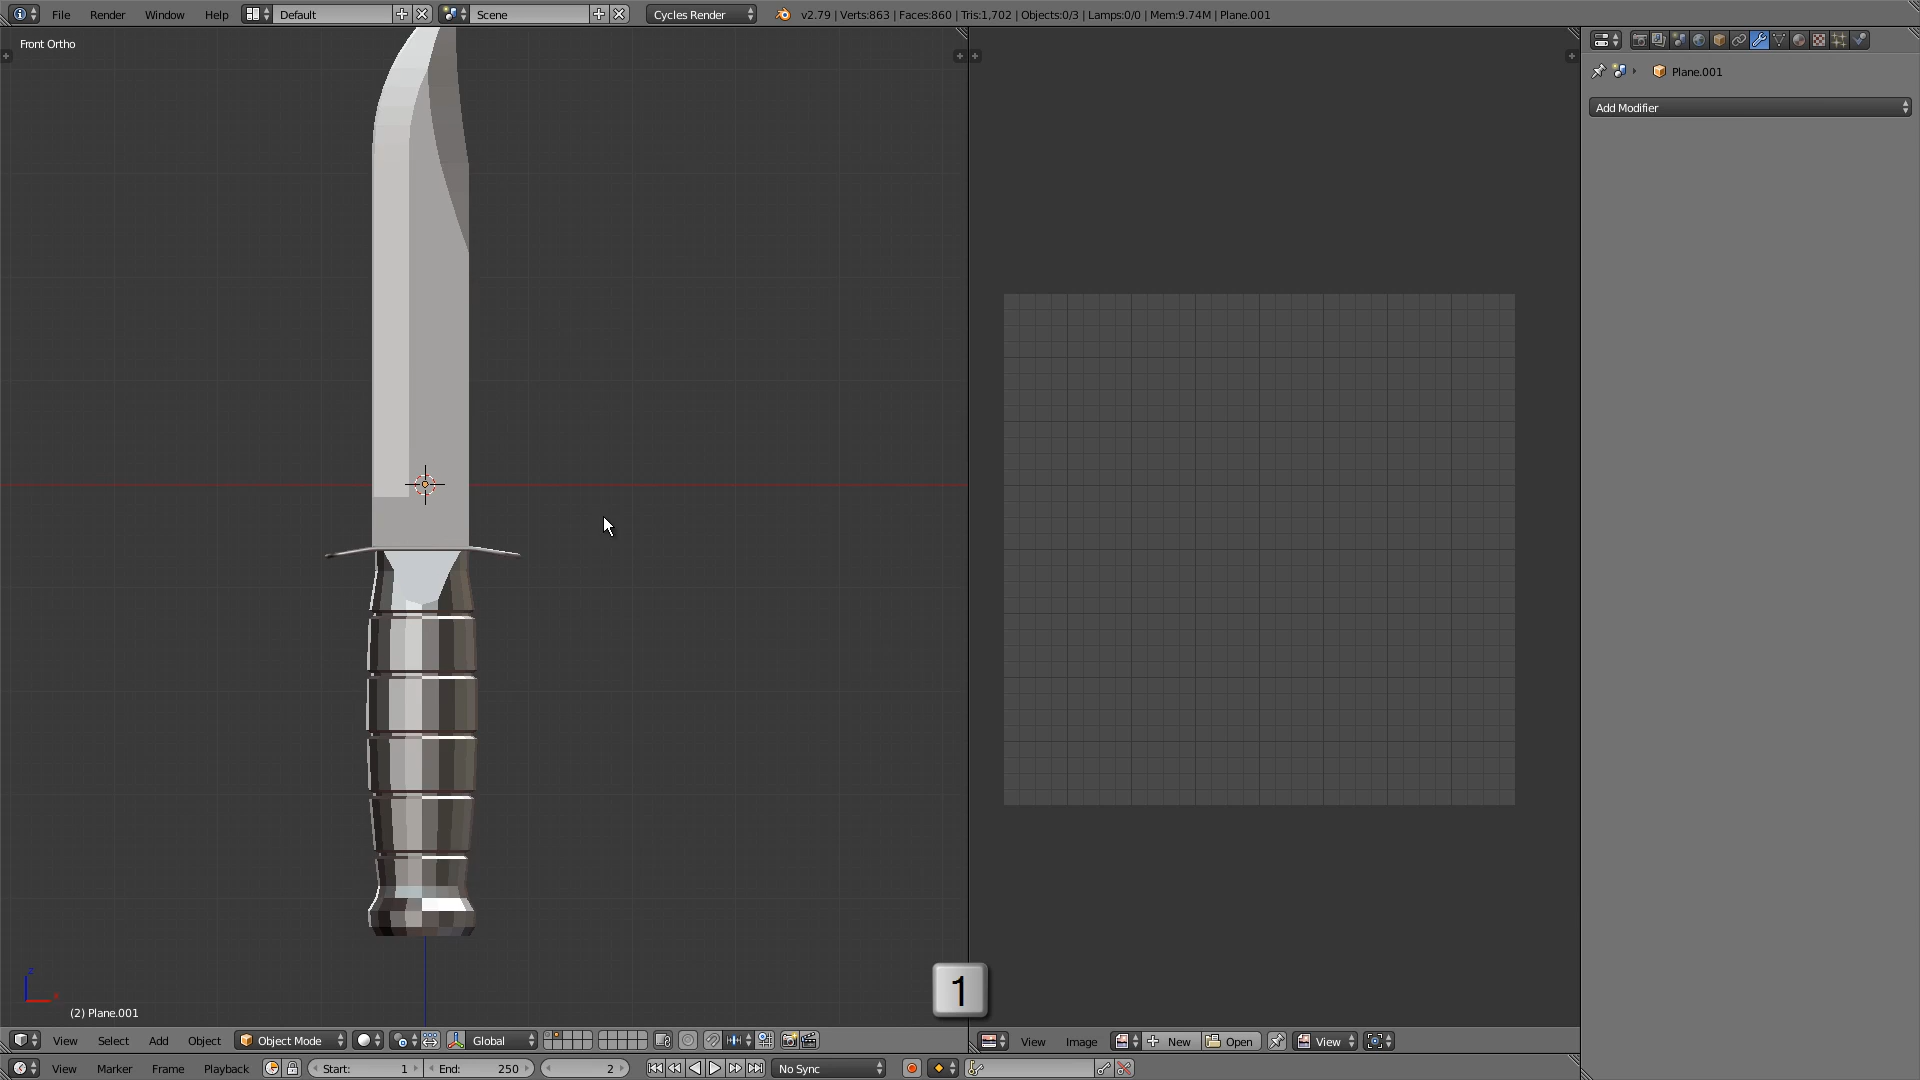 File Render Window Help Default Scene Cycles Render v2.79 | Verts:863 | Faces:860 | Tris:1,702 | Objects:0/3 | Lamps:0/0 | Mem:9.74M | Plane.001
Front Ortho
Plane.001
Add Modifier
z
x
1
(2) Plane.001
View Select Add Object Object Mode Global View Image New Open View
View Marker Frame Playback Start: 1 End: 250 2 No Sync